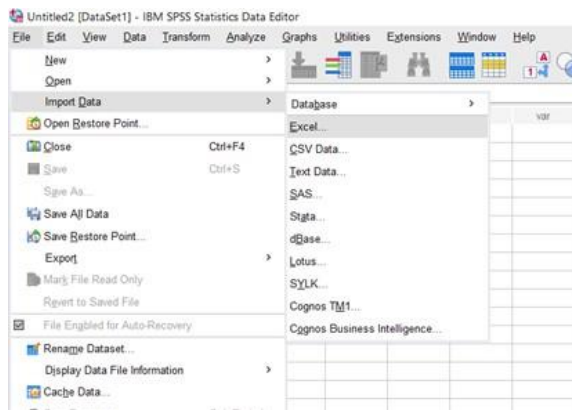 Untitled2 [DataSet1] - IBM SPSS Statistics Data Editor
File Edit View Data Transform Analyze Graphs Utilities Extensions Window Help
New
Open
Import Data
Open Restore Point...
Close Ctrl+F4
Save Ctrl+S
Save As...
Save All Data
Save Restore Point...
Export
Mark File Read Only
Revert to Saved File
File Enabled for Auto-Recovery
Rename Dataset...
Display Data File Information
Cache Data...
Database
Excel...
CSV Data...
Text Data...
SAS...
Stata...
dBase...
Lotus...
SYLK...
Cognos TM1...
Cognos Business Intelligence...
var
A
1